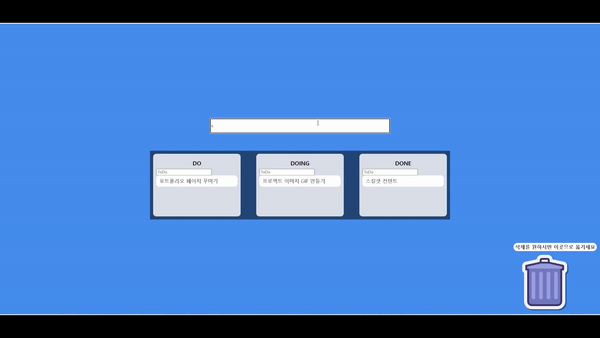 DO
DOING
DONE
ToDo
ToDo
ToDo
포트폴리오 페이지 꾸미기
프로젝트 이미지 GIF 만들기
스킬셋 컨텐트
삭제를 원하시면 이곳으로 옮기세요